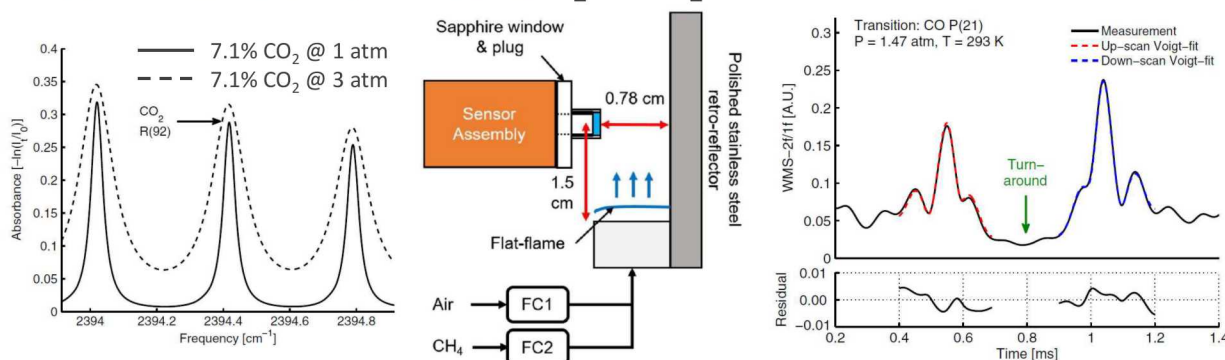 7.1% CO₂ @ 1 atm
7.1% CO₂ @ 3 atm
CO₂
R(92)
Absorbance [−ln(Iₜ/I₀)]
0.4
0.35
0.3
0.25
0.2
0.15
0.1
0.05
0
2394
2394.2
2394.4
2394.6
2394.8
Frequency [cm⁻¹]
Sapphire window
& plug
Sensor
Assembly
0.78 cm
1.5
cm
Polished stainless steel
retro-reflector
Flat-flame
Air
FC1
CH₄
FC2
Transition: CO P(21)
P = 1.47 atm, T = 293 K
Measurement
Up−scan Voigt−fit
Down−scan Voigt−fit
Turn−
around
WMS−2f/1f [A.U.]
0.3
0.2
0.1
0.05
0
Residual
0.01
0.00
−0.01
0.2
0.4
0.6
0.8
1
1.2
1.4
Time [ms]